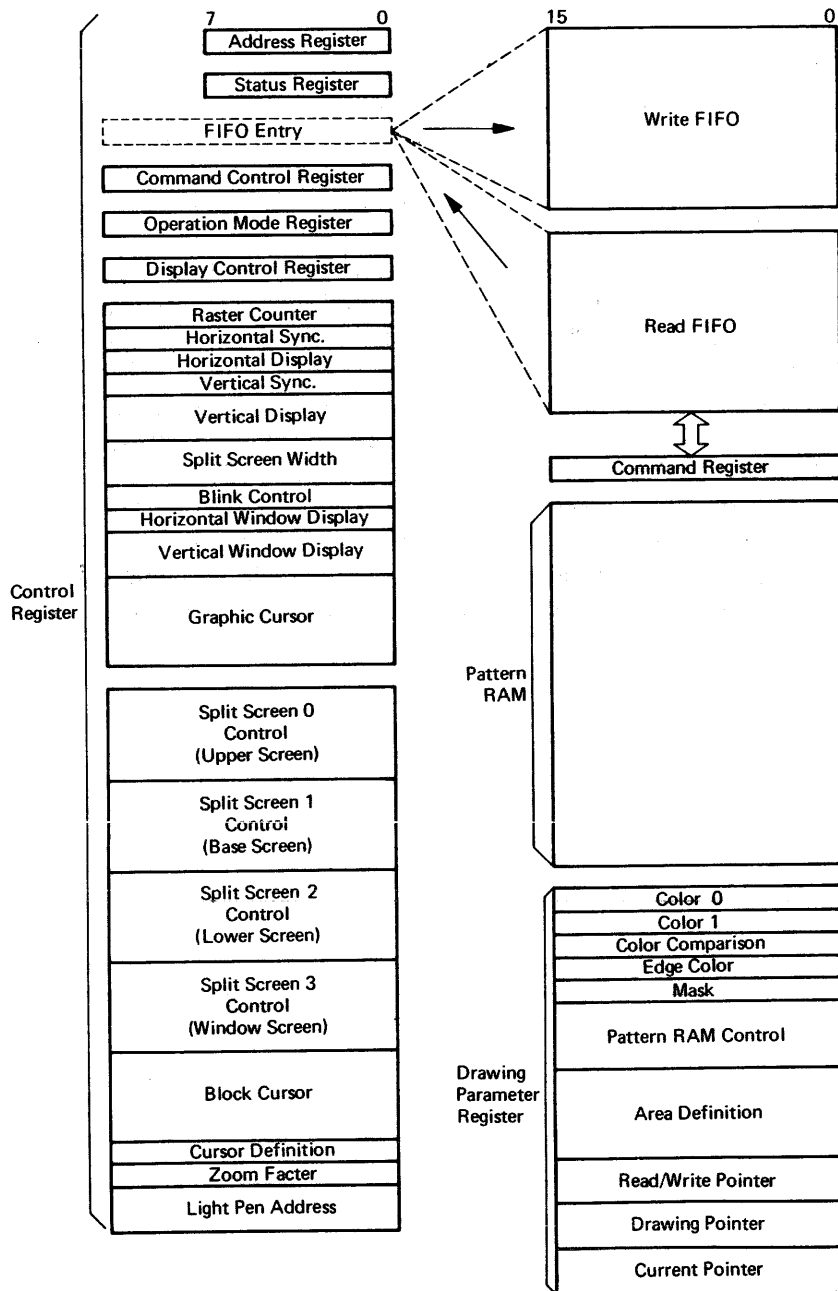 7 0
Address Register
Status Register
FIFO Entry
Command Control Register
Operation Mode Register
Display Control Register
Raster Counter
Horizontal Sync.
Horizontal Display
Vertical Sync.
Vertical Display
Split Screen Width
Blink Control
Horizontal Window Display
Vertical Window Display
Graphic Cursor
Control
Register
Split Screen 0
Control
(Upper Screen)
Split Screen 1
Control
(Base Screen)
Split Screen 2
Control
(Lower Screen)
Split Screen 3
Control
(Window Screen)
Block Cursor
Cursor Definition
Zoom Facter
Light Pen Address
15 0
Write FIFO
Read FIFO
Command Register
Pattern
RAM
Color 0
Color 1
Color Comparison
Edge Color
Mask
Pattern RAM Control
Drawing
Parameter
Register
Area Definition
Read/Write Pointer
Drawing Pointer
Current Pointer